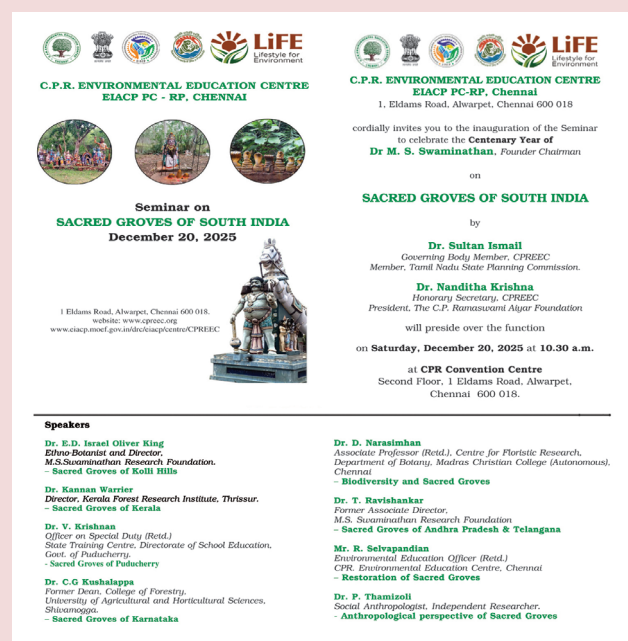 LiFE
Lifestyle for
Environment
C.P.R. ENVIRONMENTAL EDUCATION CENTRE
EIACP PC - RP, CHENNAI
Seminar on
SACRED GROVES OF SOUTH INDIA
December 20, 2025
1 Eldams Road, Alwarpet, Chennai 600 018.
website: www.cpreec.org
www.eiacp.moef.gov.in/drc/eiacp/centre/CPREEC
LiFE
Lifestyle for
Environment
C.P.R. ENVIRONMENTAL EDUCATION CENTRE
EIACP PC-RP, Chennai
1, Eldams Road, Alwarpet, Chennai 600 018
cordially invites you to the inauguration of the Seminar
to celebrate the Centenary Year of
Dr M. S. Swaminathan, Founder Chairman
on
SACRED GROVES OF SOUTH INDIA
by
Dr. Sultan Ismail
Governing Body Member, CPREEC
Member, Tamil Nadu State Planning Commission.
Dr. Nanditha Krishna
Honorary Secretary, CPREEC
President, The C.P. Ramaswami Aiyar Foundation
will preside over the function
on Saturday, December 20, 2025 at 10.30 a.m.
at CPR Convention Centre
Second Floor, 1 Eldams Road, Alwarpet,
Chennai 600 018.
Speakers
Dr. E.D. Israel Oliver King
Ethno-Botanist and Director,
M.S.Swaminathan Research Foundation.
– Sacred Groves of Kolli Hills
Dr. Kannan Warrier
Director, Kerala Forest Research Institute, Thrissur.
– Sacred Groves of Kerala
Dr. V. Krishnan
Officer on Special Duty (Retd.)
State Training Centre, Directorate of School Education,
Govt. of Puducherry.
- Sacred Groves of Puducherry
Dr. C.G Kushalappa
Former Dean, College of Forestry,
University of Agricultural and Horticultural Sciences,
Shivamogga.
– Sacred Groves of Karnataka
Dr. D. Narasimhan
Associate Professor (Retd.), Centre for Floristic Research,
Department of Botany, Madras Christian College (Autonomous),
Chennai
– Biodiversity and Sacred Groves
Dr. T. Ravishankar
Former Associate Director,
M.S. Swaminathan Research Foundation
– Sacred Groves of Andhra Pradesh & Telangana
Mr. R. Selvapandian
Environmental Education Officer (Retd.)
CPR. Environmental Education Centre, Chennai
– Restoration of Sacred Groves
Dr. P. Thamizoli
Social Anthropologist, Independent Researcher.
- Anthropological perspective of Sacred Groves